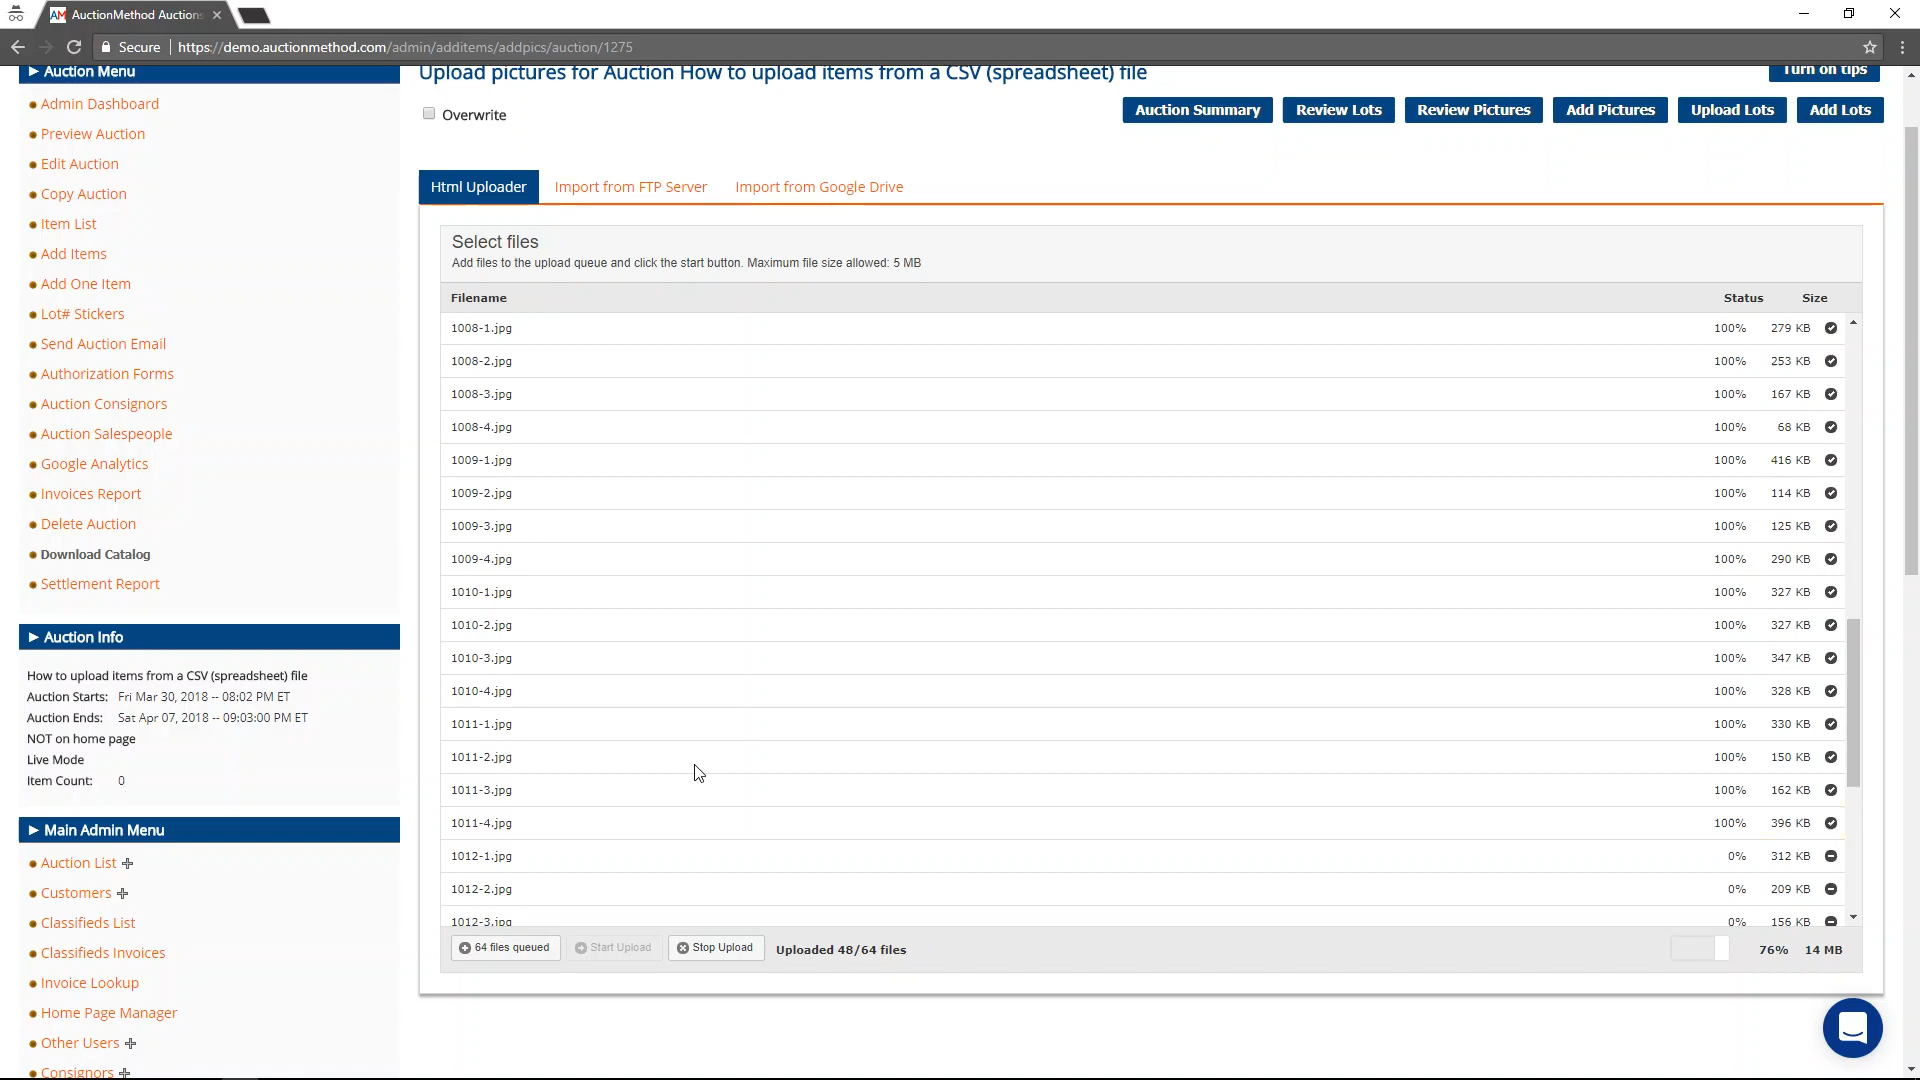 AM AuctionMethod Auctions
Secure https://demo.auctionmethod.com/admin/additems/addpics/auction/1275
Auction Menu
Admin Dashboard
Preview Auction
Edit Auction
Copy Auction
Item List
Add Items
Add One Item
Lot# Stickers
Send Auction Email
Authorization Forms
Auction Consignors
Auction Salespeople
Google Analytics
Invoices Report
Delete Auction
Download Catalog
Settlement Report
Auction Info
How to upload items from a CSV (spreadsheet) file
Auction Starts: Fri Mar 30, 2018 -- 08:02 PM ET
Auction Ends: Sat Apr 07, 2018 -- 09:03:00 PM ET
NOT on home page
Live Mode
Item Count: 0
Main Admin Menu
Auction List
Customers
Classifieds List
Classifieds Invoices
Invoice Lookup
Home Page Manager
Other Users
Consignors
Upload pictures for Auction How to upload items from a CSV (spreadsheet) file
Turn on tips
Overwrite
Auction Summary Review Lots Review Pictures Add Pictures Upload Lots Add Lots
Html Uploader Import from FTP Server Import from Google Drive
Select files
Add files to the upload queue and click the start button. Maximum file size allowed: 5 MB
Filename Status Size
1008-1.jpg 100% 279 KB
1008-2.jpg 100% 253 KB
1008-3.jpg 100% 167 KB
1008-4.jpg 100% 68 KB
1009-1.jpg 100% 416 KB
1009-2.jpg 100% 114 KB
1009-3.jpg 100% 125 KB
1009-4.jpg 100% 290 KB
1010-1.jpg 100% 327 KB
1010-2.jpg 100% 327 KB
1010-3.jpg 100% 347 KB
1010-4.jpg 100% 328 KB
1011-1.jpg 100% 330 KB
1011-2.jpg 100% 150 KB
1011-3.jpg 100% 162 KB
1011-4.jpg 100% 396 KB
1012-1.jpg 0% 312 KB
1012-2.jpg 0% 209 KB
1012-3.jpg 0% 156 KB
64 files queued Start Upload Stop Upload Uploaded 48/64 files 76% 14 MB